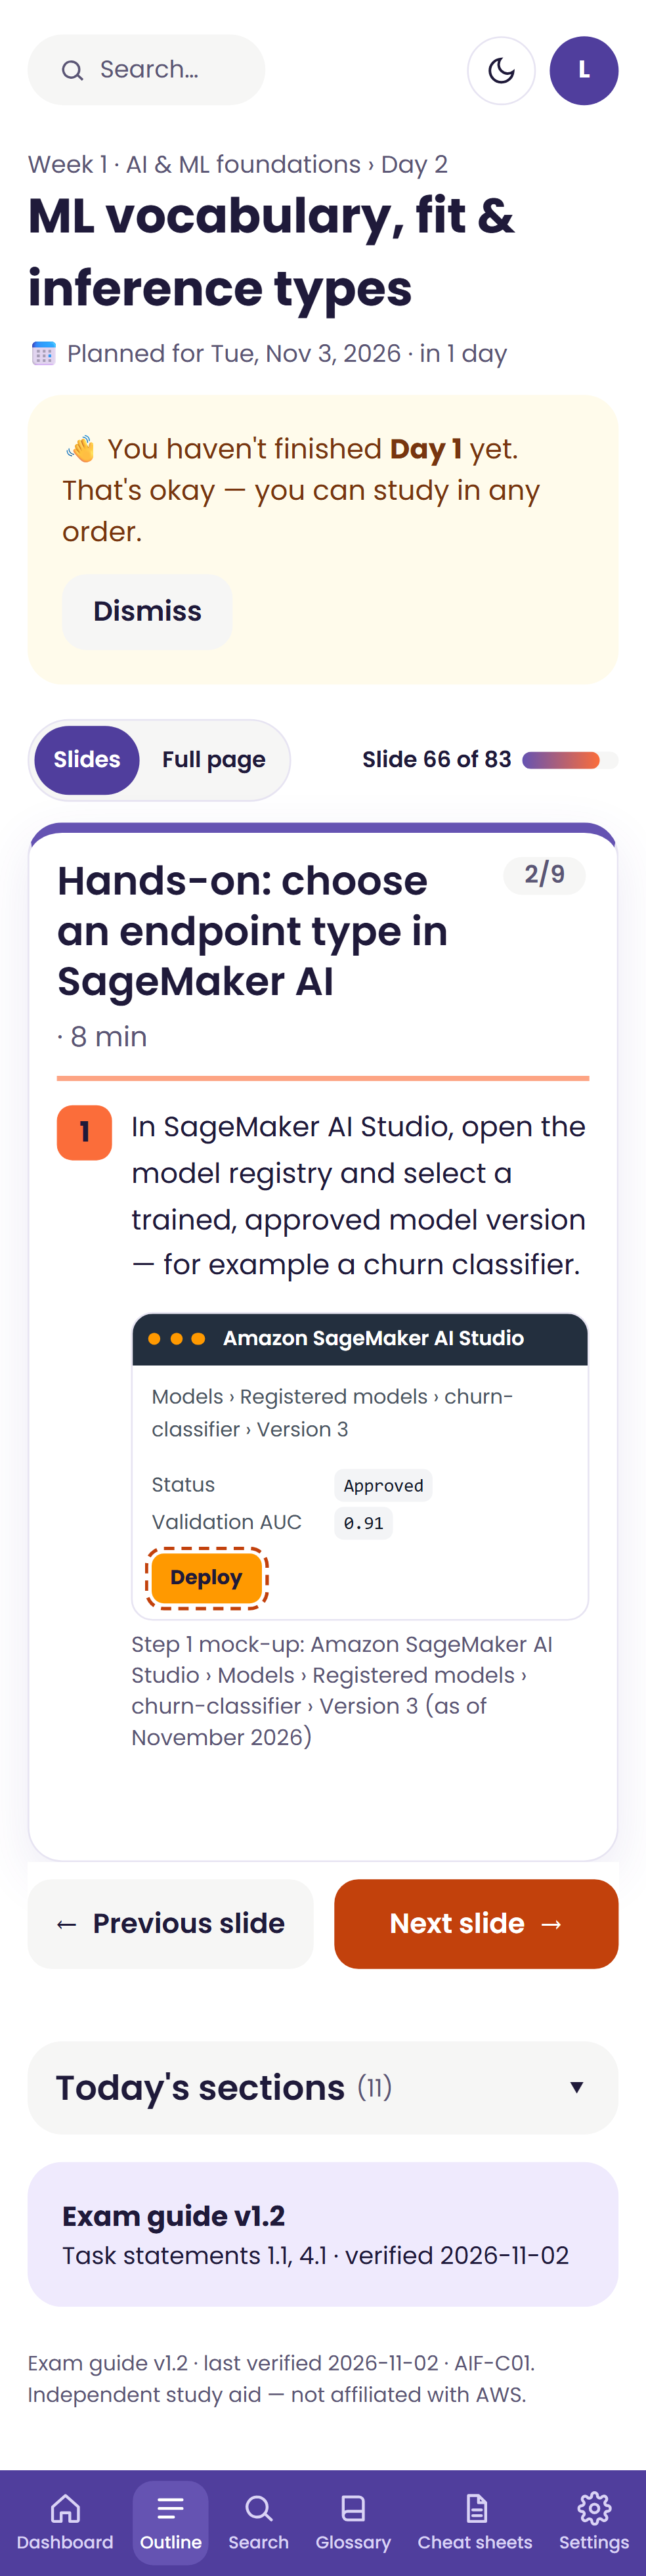 Search...
L
Week 1 · AI & ML foundations › Day 2
ML vocabulary, fit &
inference types
Planned for Tue, Nov 3, 2026 · in 1 day
You haven't finished Day 1 yet.
That's okay — you can study in any
order.
Dismiss
Slides
Full page
Slide 66 of 83
Hands-on: choose
an endpoint type in
SageMaker AI
2/9
· 8 min
1
In SageMaker AI Studio, open the
model registry and select a
trained, approved model version
— for example a churn classifier.
Amazon SageMaker AI Studio
Models › Registered models › churn-
classifier › Version 3
Status Approved
Validation AUC 0.91
Deploy
Step 1 mock-up: Amazon SageMaker AI
Studio › Models › Registered models ›
churn-classifier › Version 3 (as of
November 2026)
← Previous slide
Next slide →
Today's sections (11)
Exam guide v1.2
Task statements 1.1, 4.1 · verified 2026-11-02
Exam guide v1.2 · last verified 2026-11-02 · AIF-C01.
Independent study aid — not affiliated with AWS.
Dashboard
Outline
Search
Glossary
Cheat sheets
Settings